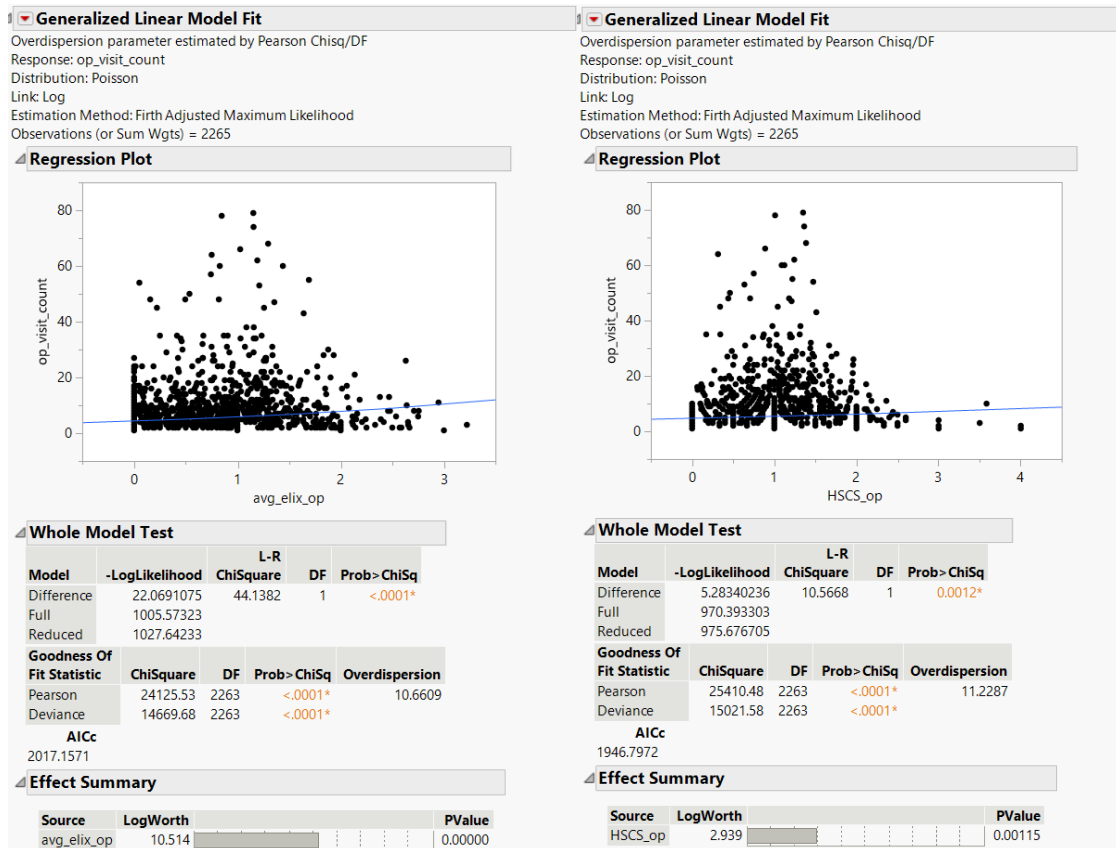 Generalized Linear Model Fit
Overdispersion parameter estimated by Pearson Chisq/DF
Response: op_visit_count
Distribution: Poisson
Link: Log
Estimation Method: Firth Adjusted Maximum Likelihood
Observations (or Sum Wgts) = 2265
Regression Plot
80
60
40
20
0
op_visit_count
0 1 2 3
avg_elix_op
Whole Model Test
L-R
Model -LogLikelihood ChiSquare DF Prob>ChiSq
Difference 22.0691075 44.1382 1 <.0001*
Full 1005.57323
Reduced 1027.64233
Goodness Of
Fit Statistic ChiSquare DF Prob>ChiSq Overdispersion
Pearson 24125.53 2263 <.0001* 10.6609
Deviance 14669.68 2263 <.0001*
AICc
2017.1571
Effect Summary
Source LogWorth PValue
avg_elix_op 10.514 0.00000
Generalized Linear Model Fit
Overdispersion parameter estimated by Pearson Chisq/DF
Response: op_visit_count
Distribution: Poisson
Link: Log
Estimation Method: Firth Adjusted Maximum Likelihood
Observations (or Sum Wgts) = 2265
Regression Plot
80
60
40
20
0
op_visit_count
0 1 2 3 4
HSCS_op
Whole Model Test
L-R
Model -LogLikelihood ChiSquare DF Prob>ChiSq
Difference 5.28340236 10.5668 1 0.0012*
Full 970.393303
Reduced 975.676705
Goodness Of
Fit Statistic ChiSquare DF Prob>ChiSq Overdispersion
Pearson 25410.48 2263 <.0001* 11.2287
Deviance 15021.58 2263 <.0001*
AICc
1946.7972
Effect Summary
Source LogWorth PValue
HSCS_op 2.939 0.00115